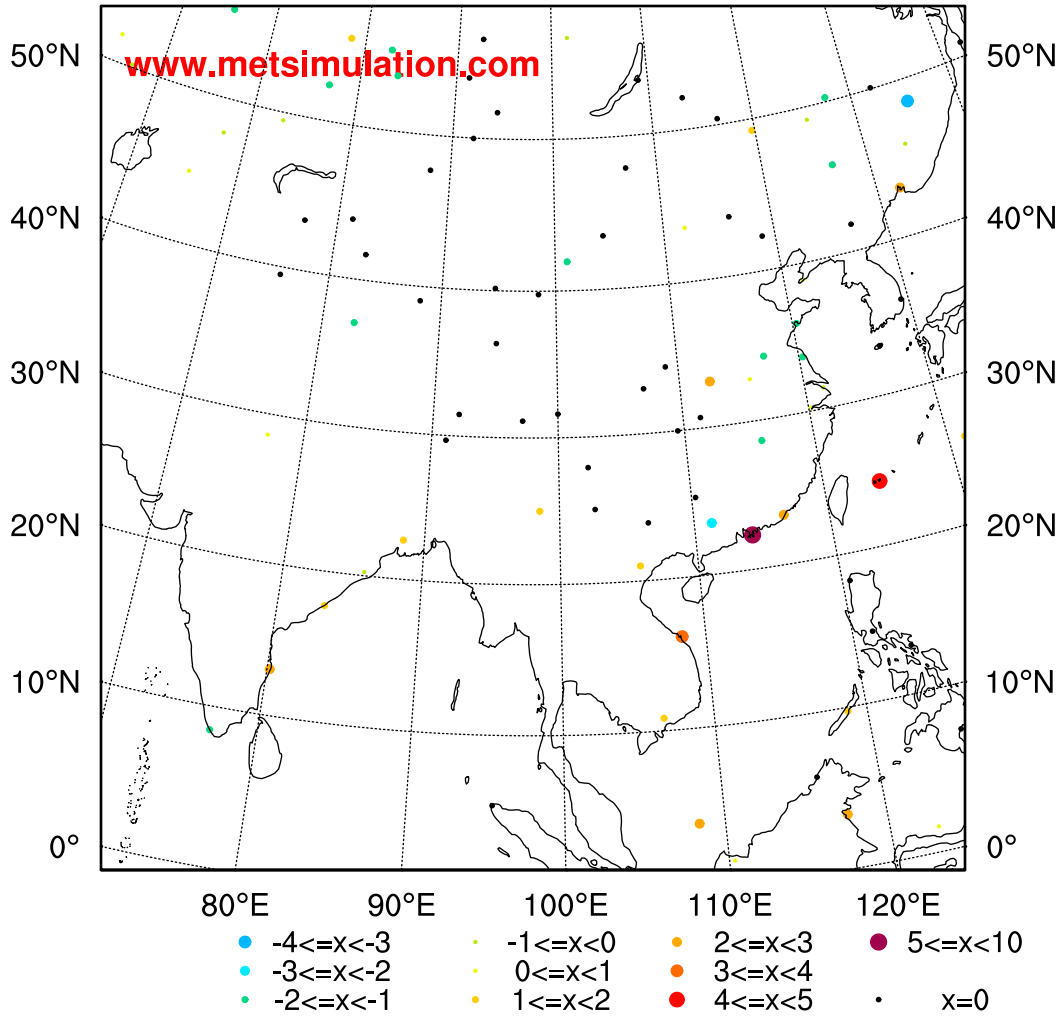 www.metsimulation.com
50°N 50°N
40°N 40°N
30°N 30°N
20°N 20°N
10°N 10°N
0° 0°
80°E 90°E 100°E 110°E 120°E
-4<=x<-3 -1<=x<0 2<=x<3 5<=x<10
-3<=x<-2 0<=x<1 3<=x<4
-2<=x<-1 1<=x<2 4<=x<5 x=0